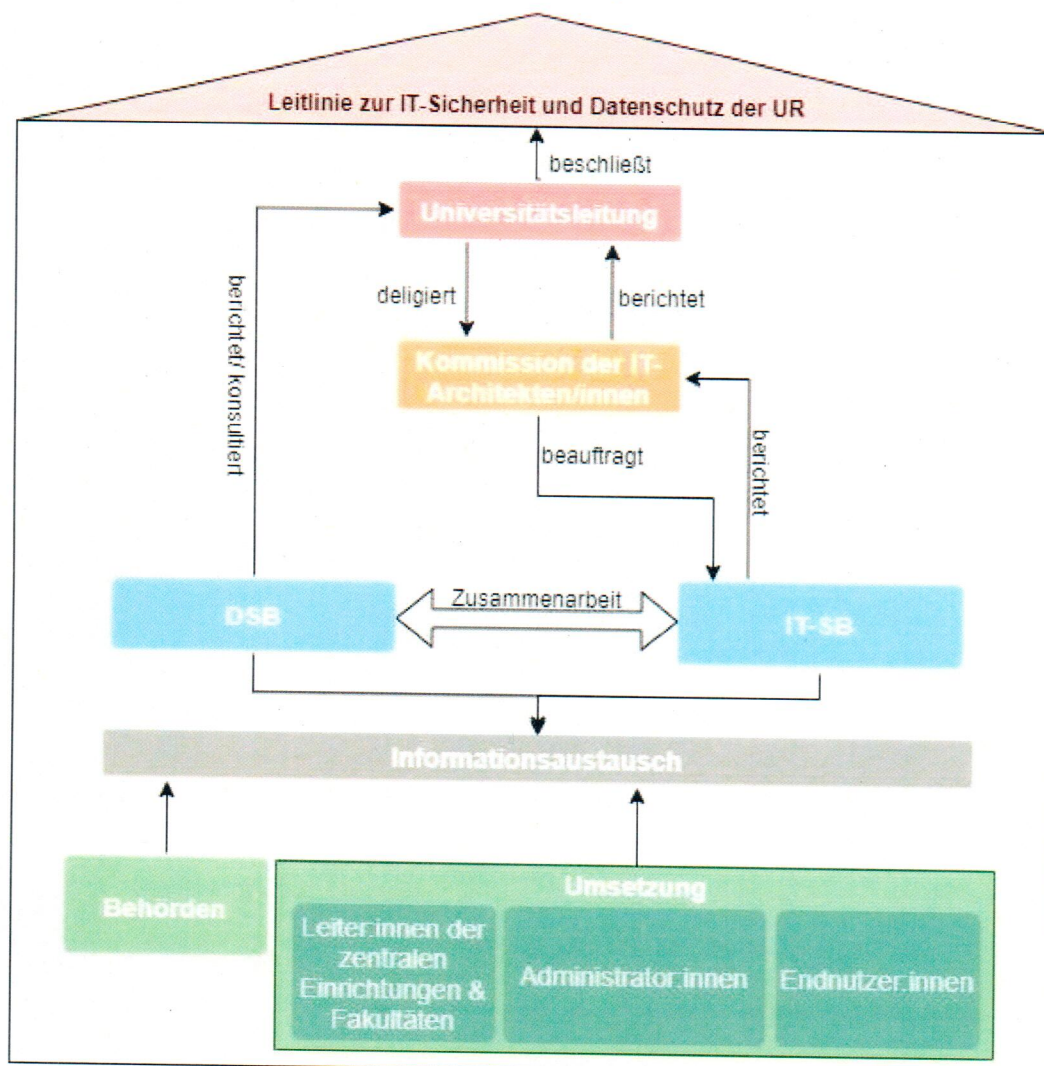 Leitlinie zur IT-Sicherheit und Datenschutz der UR
beschließt
Universitätsleitung
deligiert
berichtet
berichtet/ konsultiert
Kommission der IT-
Architekten/innen
beauftragt
berichtet
DSB
Zusammenarbeit
IT-SB
Informationsaustausch
Behörden
Umsetzung
Leiter:innen der
zentralen
Einrichtungen &
Fakultäten
Administrator:innen
Endnutzer:innen